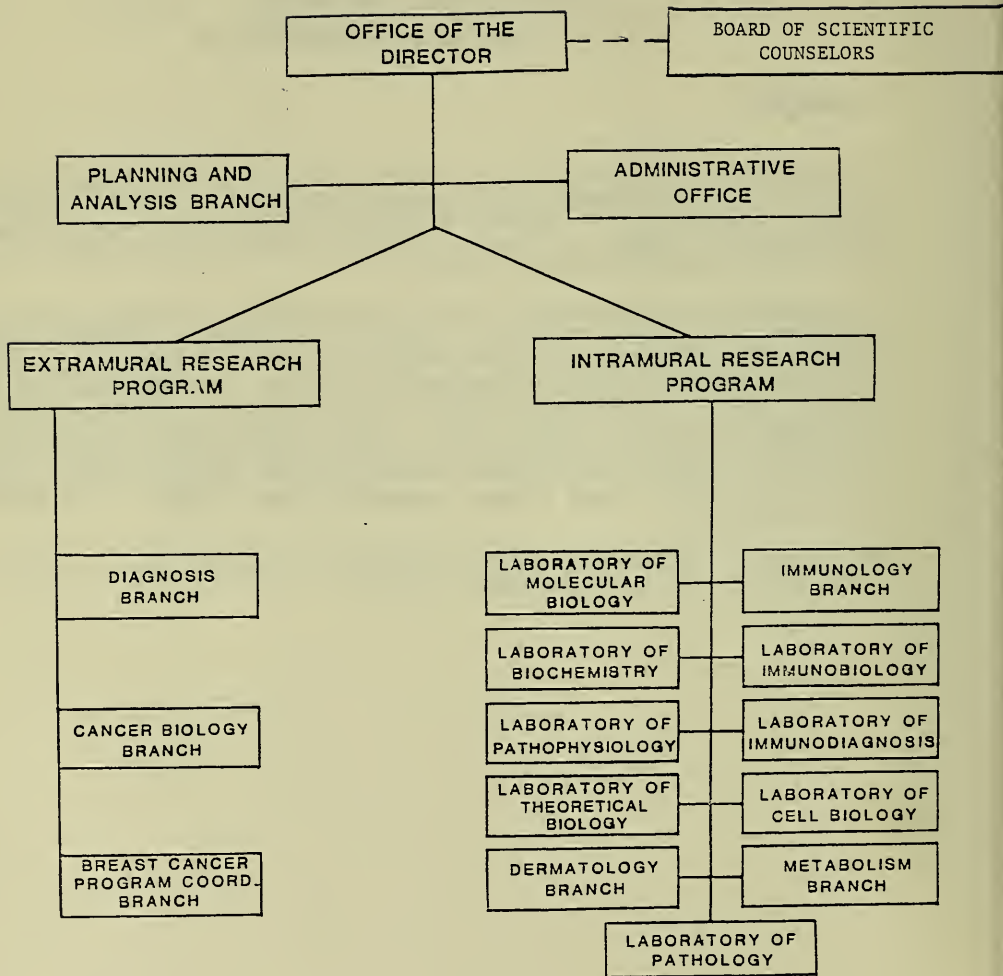 OFFICE OF THE
DIRECTOR
BOARD OF SCIENTIFIC
COUNSELORS
PLANNING AND
ANALYSIS BRANCH
ADMINISTRATIVE
OFFICE
EXTRAMURAL RESEARCH
PROGRAM
INTRAMURAL RESEARCH
PROGRAM
DIAGNOSIS
BRANCH
CANCER BIOLOGY
BRANCH
BREAST CANCER
PROGRAM COORD.
BRANCH
LABORATORY OF
MOLECULAR
BIOLOGY
IMMUNOLOGY
BRANCH
LABORATORY OF
BIOCHEMISTRY
LABORATORY OF
IMMUNOBIOLOGY
LABORATORY OF
PATHOPHYSIOLOGY
LABORATORY OF
IMMUNODIAGNOSIS
LABORATORY OF
THEORETICAL
BIOLOGY
LABORATORY OF
CELL BIOLOGY
DERMATOLOGY
BRANCH
METABOLISM
BRANCH
LABORATORY OF
PATHOLOGY